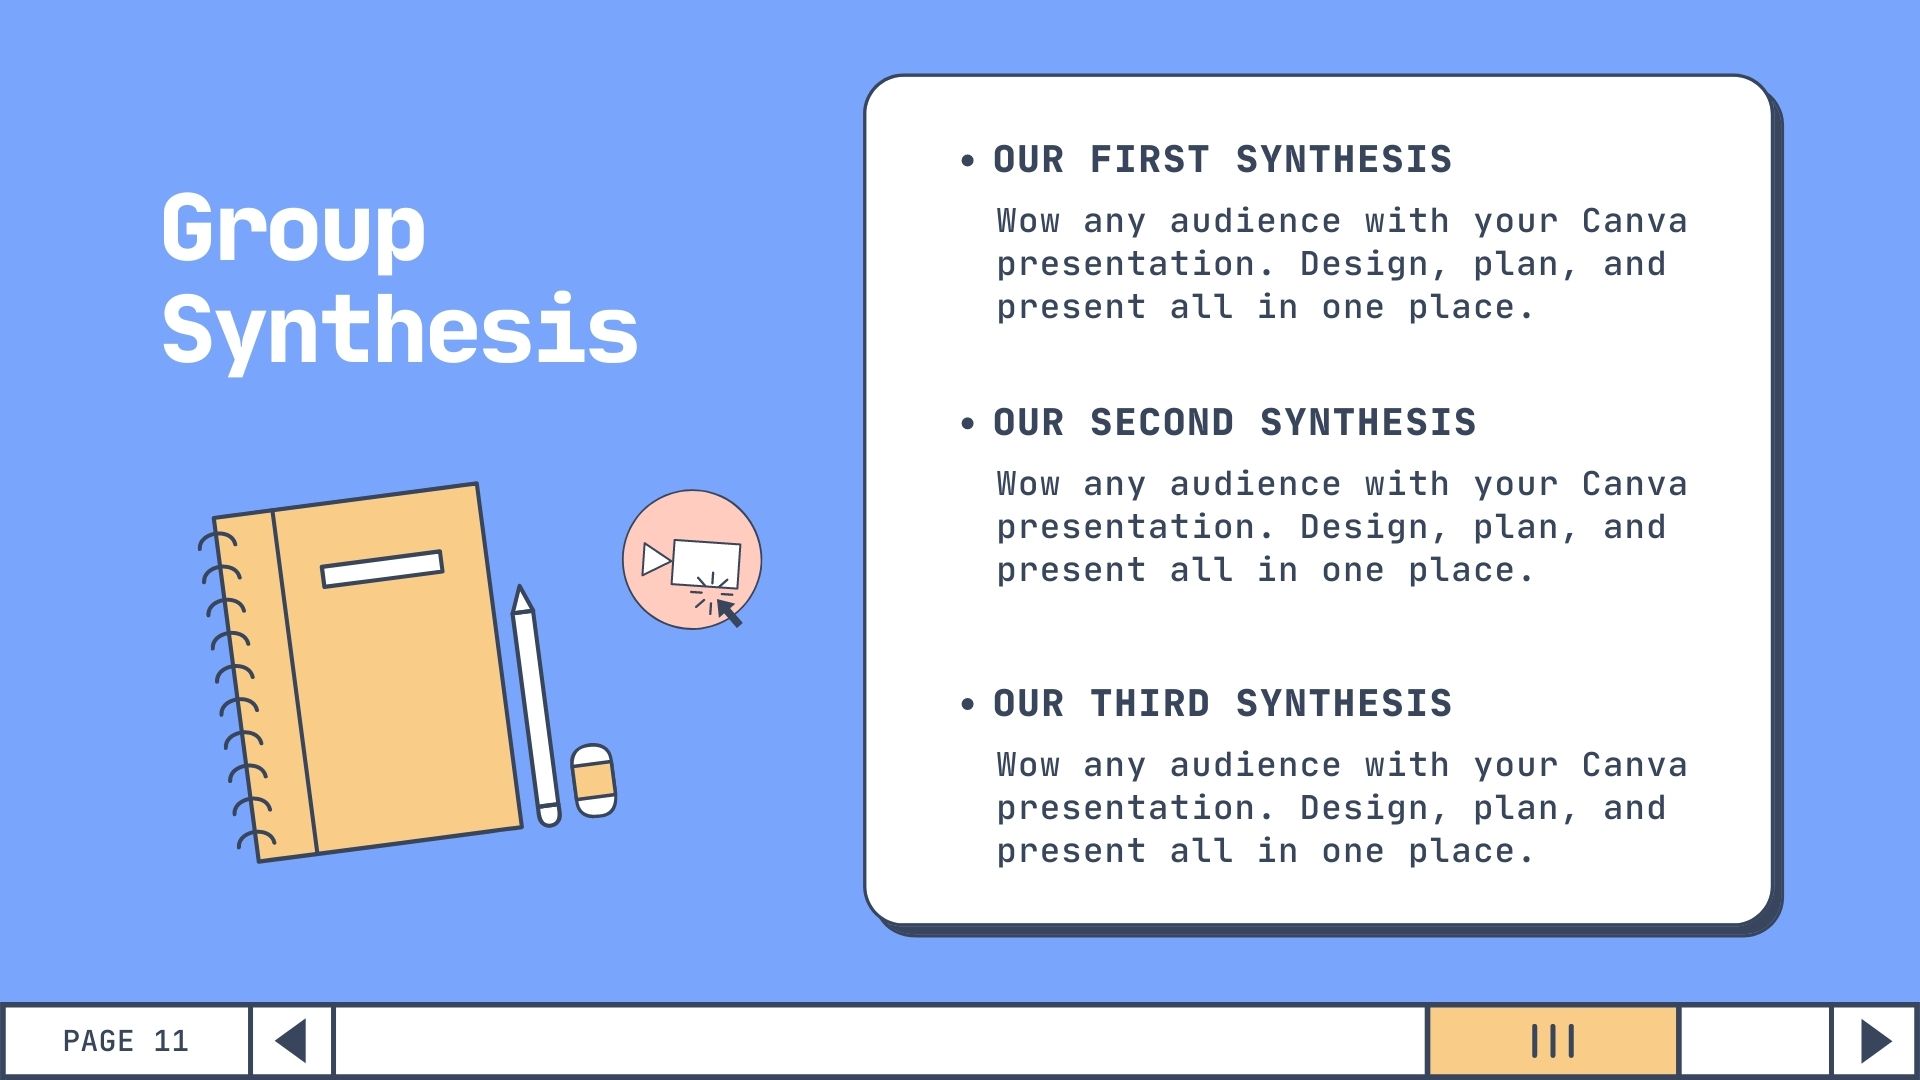 Group
Synthesis
• OUR FIRST SYNTHESIS
Wow any audience with your Canva
presentation. Design, plan, and
present all in one place.
• OUR SECOND SYNTHESIS
Wow any audience with your Canva
presentation. Design, plan, and
present all in one place.
• OUR THIRD SYNTHESIS
Wow any audience with your Canva
presentation. Design, plan, and
present all in one place.
PAGE 11